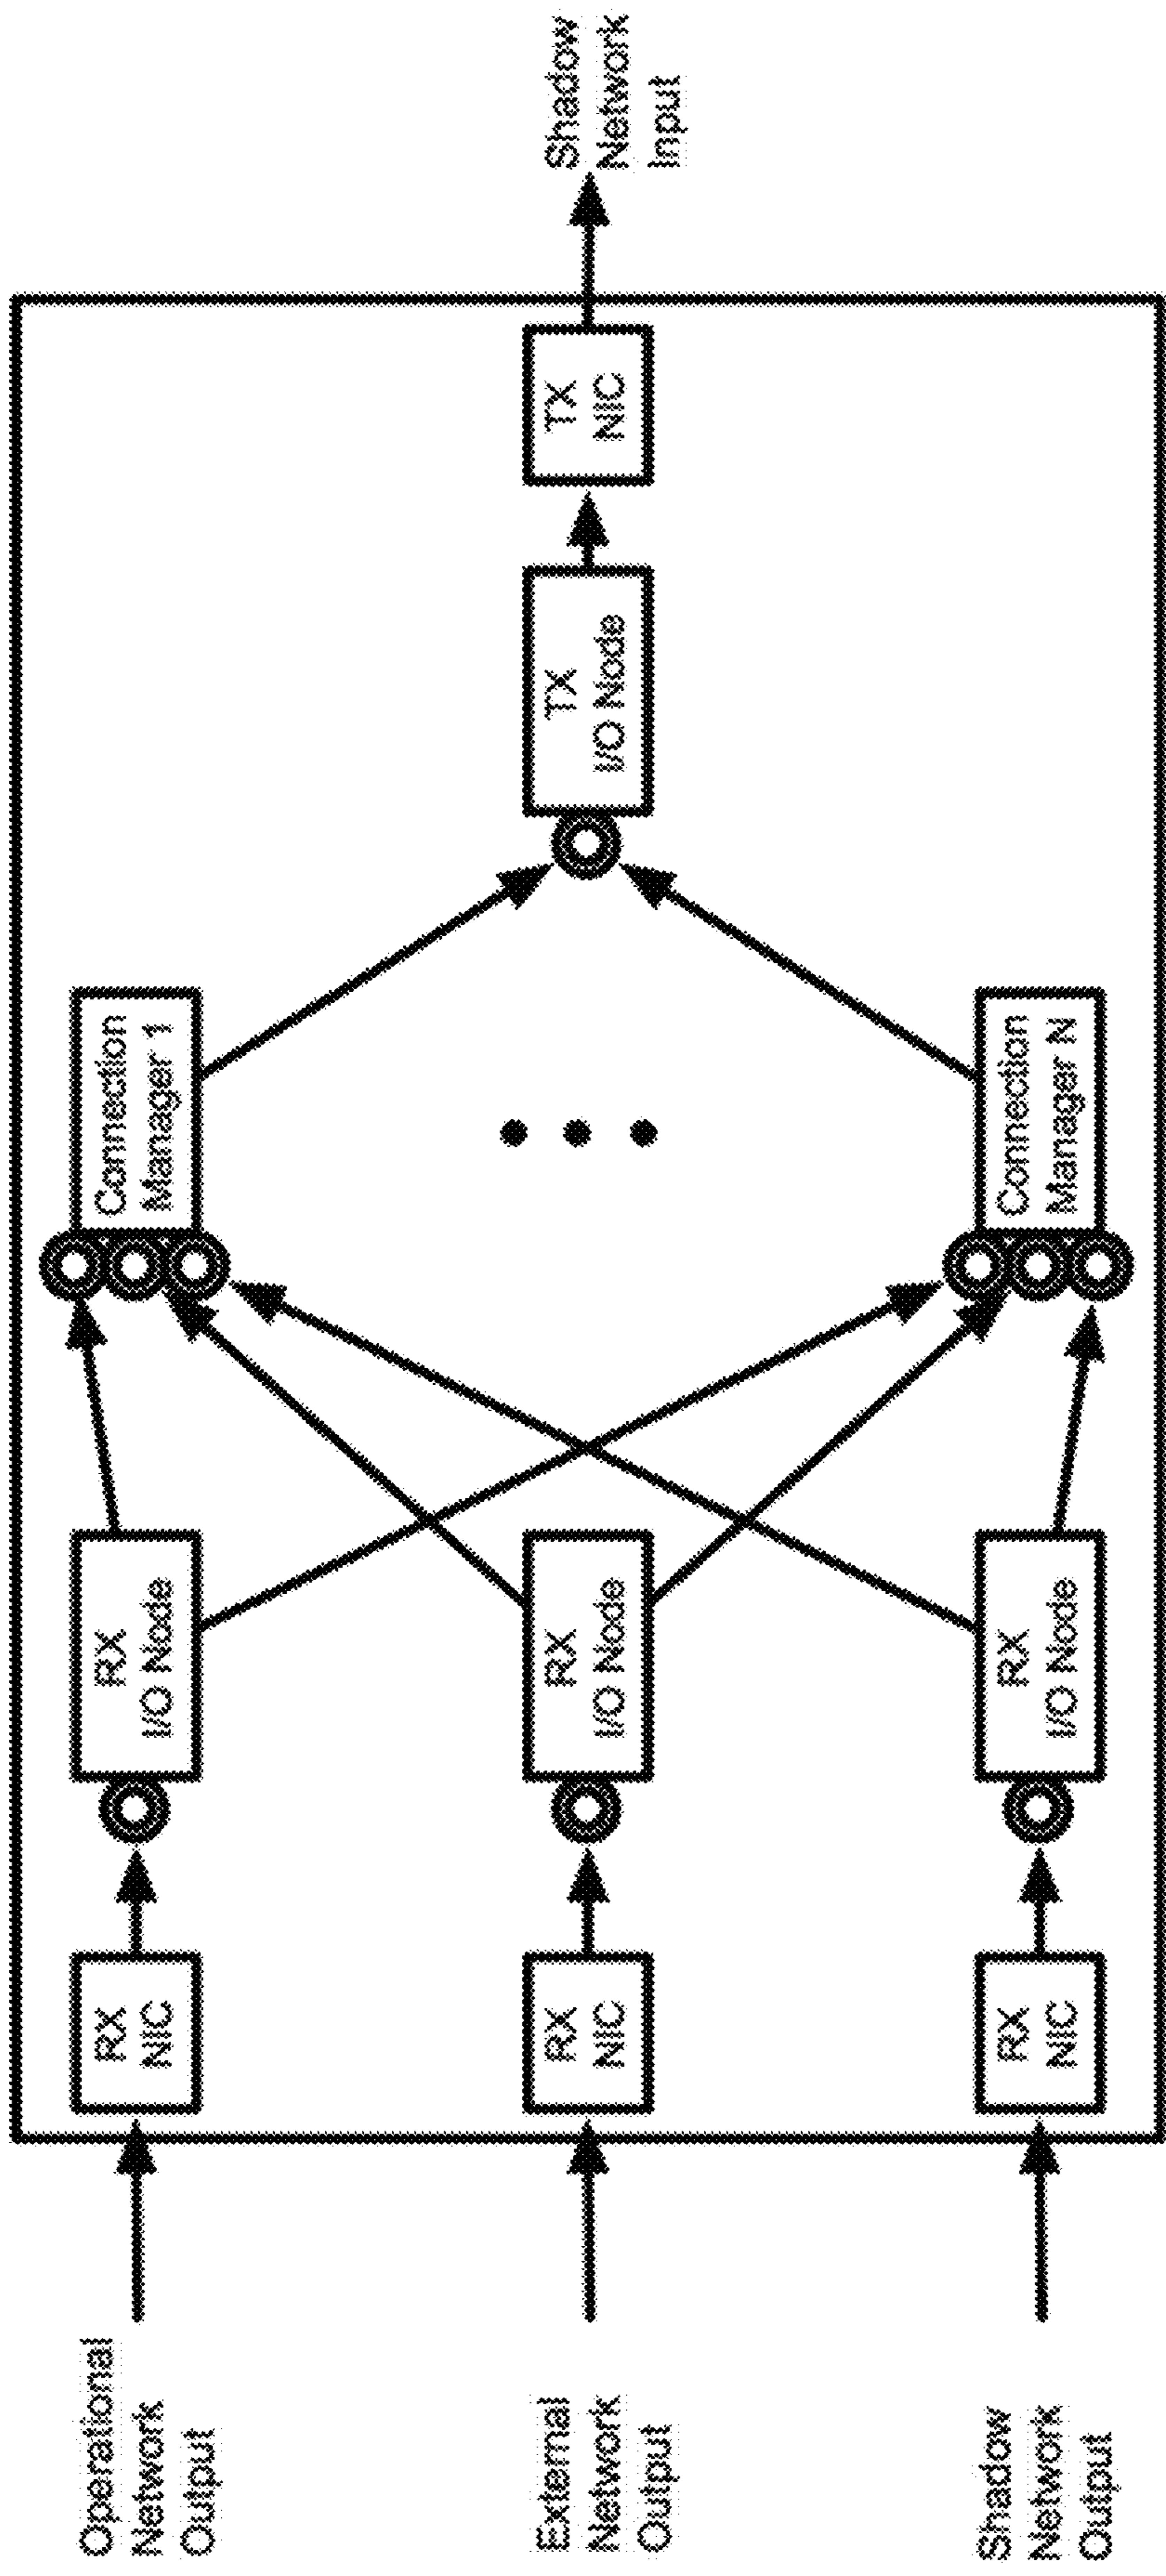 Operational
Network
Output
RX
NIC
RX
I/O Node
Connection
Manager 1
External
Network
Output
RX
NIC
RX
I/O Node
TX
I/O Node
TX
NIC
Shadow
Network
Input
Shadow
Network
Output
RX
NIC
RX
I/O Node
Connection
Manager N